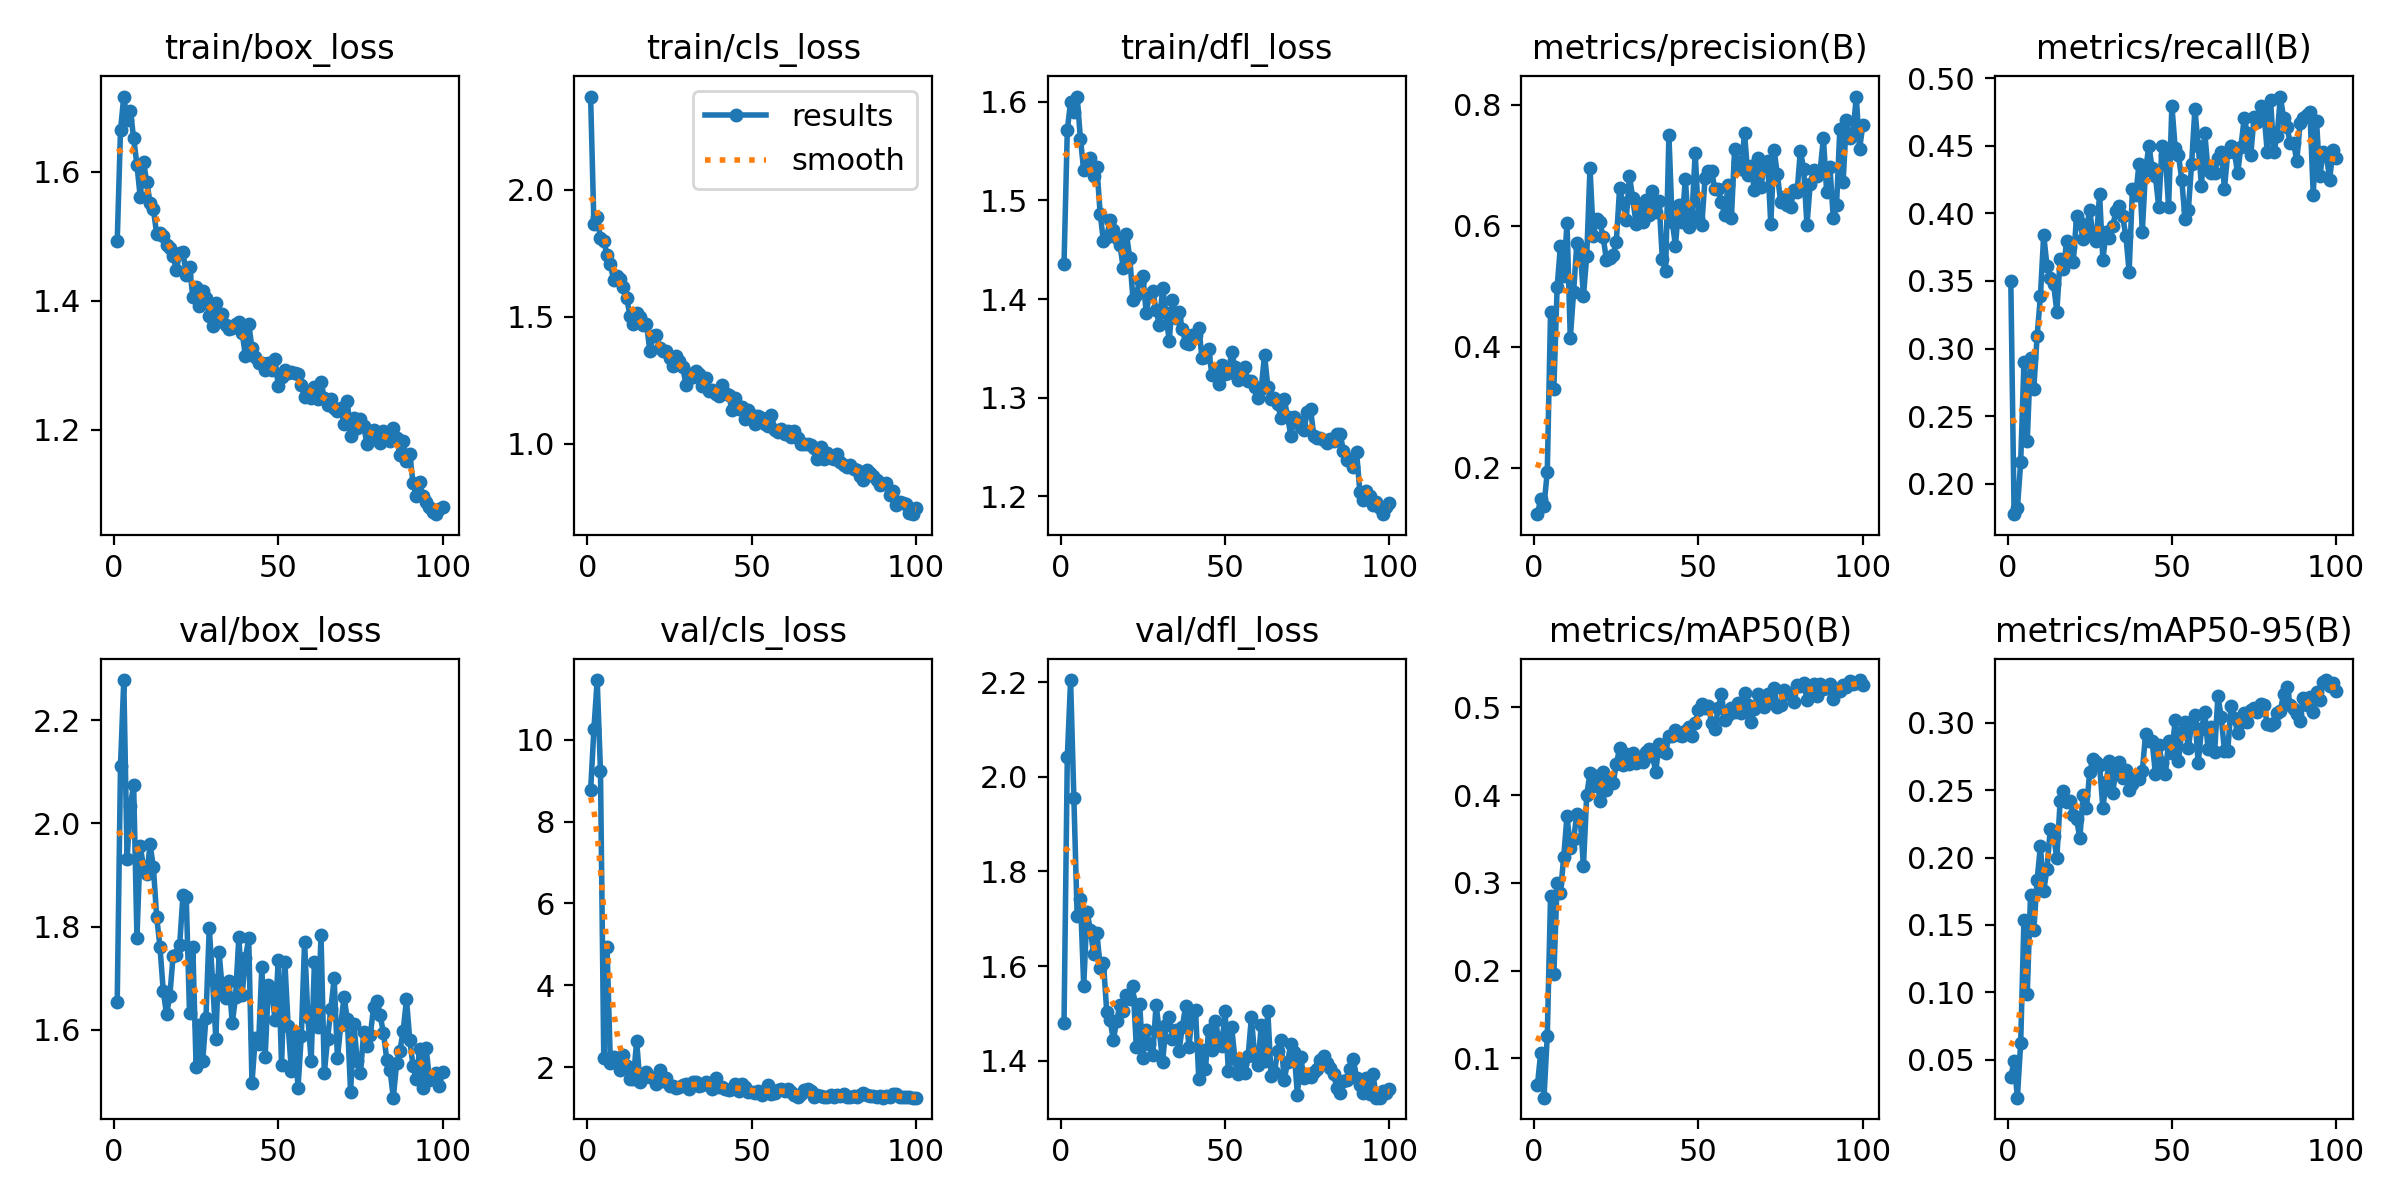 train/box_loss
1.6
1.4
1.2
0 50 100
train/cls_loss
results
smooth
2.0
1.5
1.0
0 50 100
train/dfl_loss
1.6
1.5
1.4
1.3
1.2
0 50 100
metrics/precision(B)
0.8
0.6
0.4
0.2
0 50 100
metrics/recall(B)
0.50
0.45
0.40
0.35
0.30
0.25
0.20
0 50 100
val/box_loss
2.2
2.0
1.8
1.6
0 50 100
val/cls_loss
10
8
6
4
2
0 50 100
val/dfl_loss
2.2
2.0
1.8
1.6
1.4
0 50 100
metrics/mAP50(B)
0.5
0.4
0.3
0.2
0.1
0 50 100
metrics/mAP50-95(B)
0.30
0.25
0.20
0.15
0.10
0.05
0 50 100